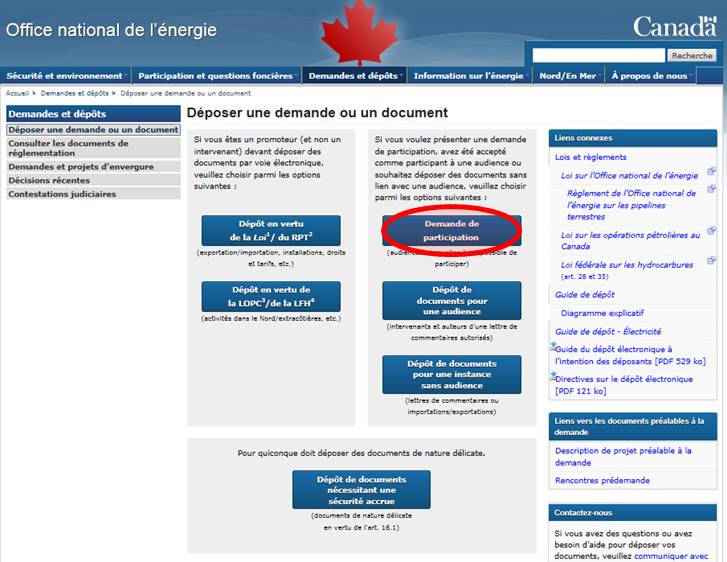 Office national de l'énergie
Canada
Recherche
Sécurité et environnement
Participation et questions foncières
Demandes et dépôts
Information sur l'énergie
Nord/En Mer
À propos de nous
Accueil > Demandes et dépôts > Déposer une demande ou un document
Demandes et dépôts
Déposer une demande ou un document
Consulter les documents de
réglementation
Demandes et projets d'envergure
Décisions récentes
Contestations judiciaires
Déposer une demande ou un document
Si vous êtes un promoteur (et non un
intervenant) devant déposer des
documents par voie électronique,
veuillez choisir parmi les options
suivantes :
Dépôt en vertu
de la Loi¹/ du RPT²
(exportation/importation, installations, droits
et tarifs, etc.)
Dépôt en vertu de
la LOPC³/de la LFH⁴
(activités dans le Nord/extracôtières, etc.)
Si vous voulez présenter une demande
de participation, avez été accepté
comme participant à une audience ou
souhaitez déposer des documents sans
lien avec une audience, veuillez choisir
parmi les options suivantes :
Demande de
participation
(audience
possible de
participer)
Dépôt de
documents pour
une audience
(intervenants et auteurs d'une lettre de
commentaires autorisés)
Dépôt de documents
pour une instance
sans audience
(lettres de commentaires ou
importations/exportations)
Pour quiconque doit déposer des documents de nature délicate.
Dépôt de documents
nécessitant une
sécurité accrue
(documents de nature délicate
en vertu de l'art. 16.1)
Liens connexes
Lois et règlements
Loi sur l'Office national de l'énergie
Règlement de l'Office national de
l'énergie sur les pipelines
terrestres
Loi sur les opérations pétrolières au
Canada
Loi fédérale sur les hydrocarbures
(art. 28 et 35)
Guide de dépôt
Diagramme explicatif
Guide de dépôt - Électricité
Guide du dépôt électronique à
l'intention des déposants [PDF 529 ko]
Directives sur le dépôt électronique
[PDF 121 ko]
Liens vers les documents préalables à la
demande
Description de projet préalable à la
demande
Rencontres prédemande
Contactez-nous
Si vous avez des questions ou avez
besoin d'aide pour déposer vos
documents, veuillez communiquer avec